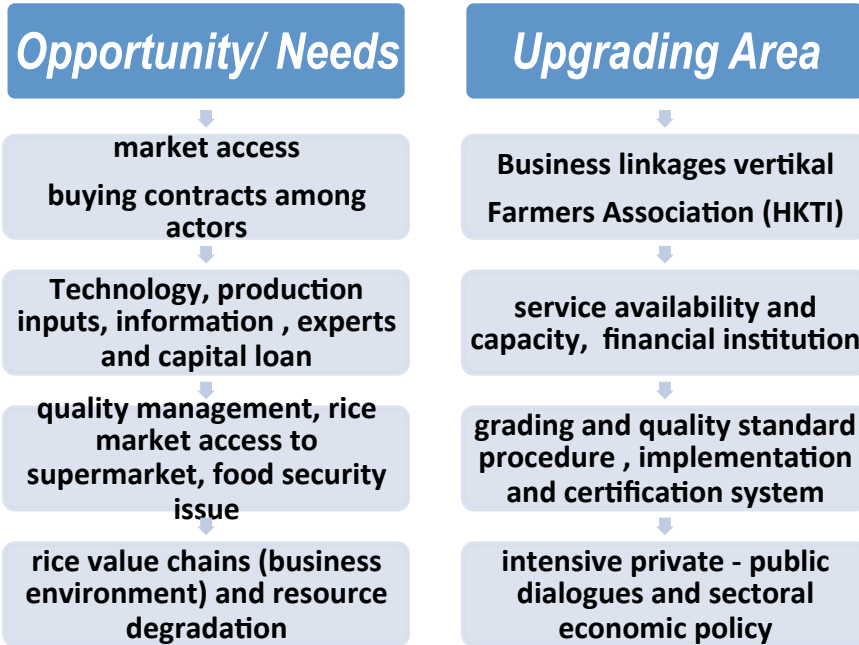 Opportunity/ Needs
market access
buying contracts among
actors
Technology, production
inputs, information , experts
and capital loan
quality management, rice
market access to
supermarket, food security
issue
rice value chains (business
environment) and resource
degradation
Upgrading Area
Business linkages vertikal
Farmers Association (HKTI)
service availability and
capacity, financial institution
grading and quality standard
procedure , implementation
and certification system
intensive private - public
dialogues and sectoral
economic policy